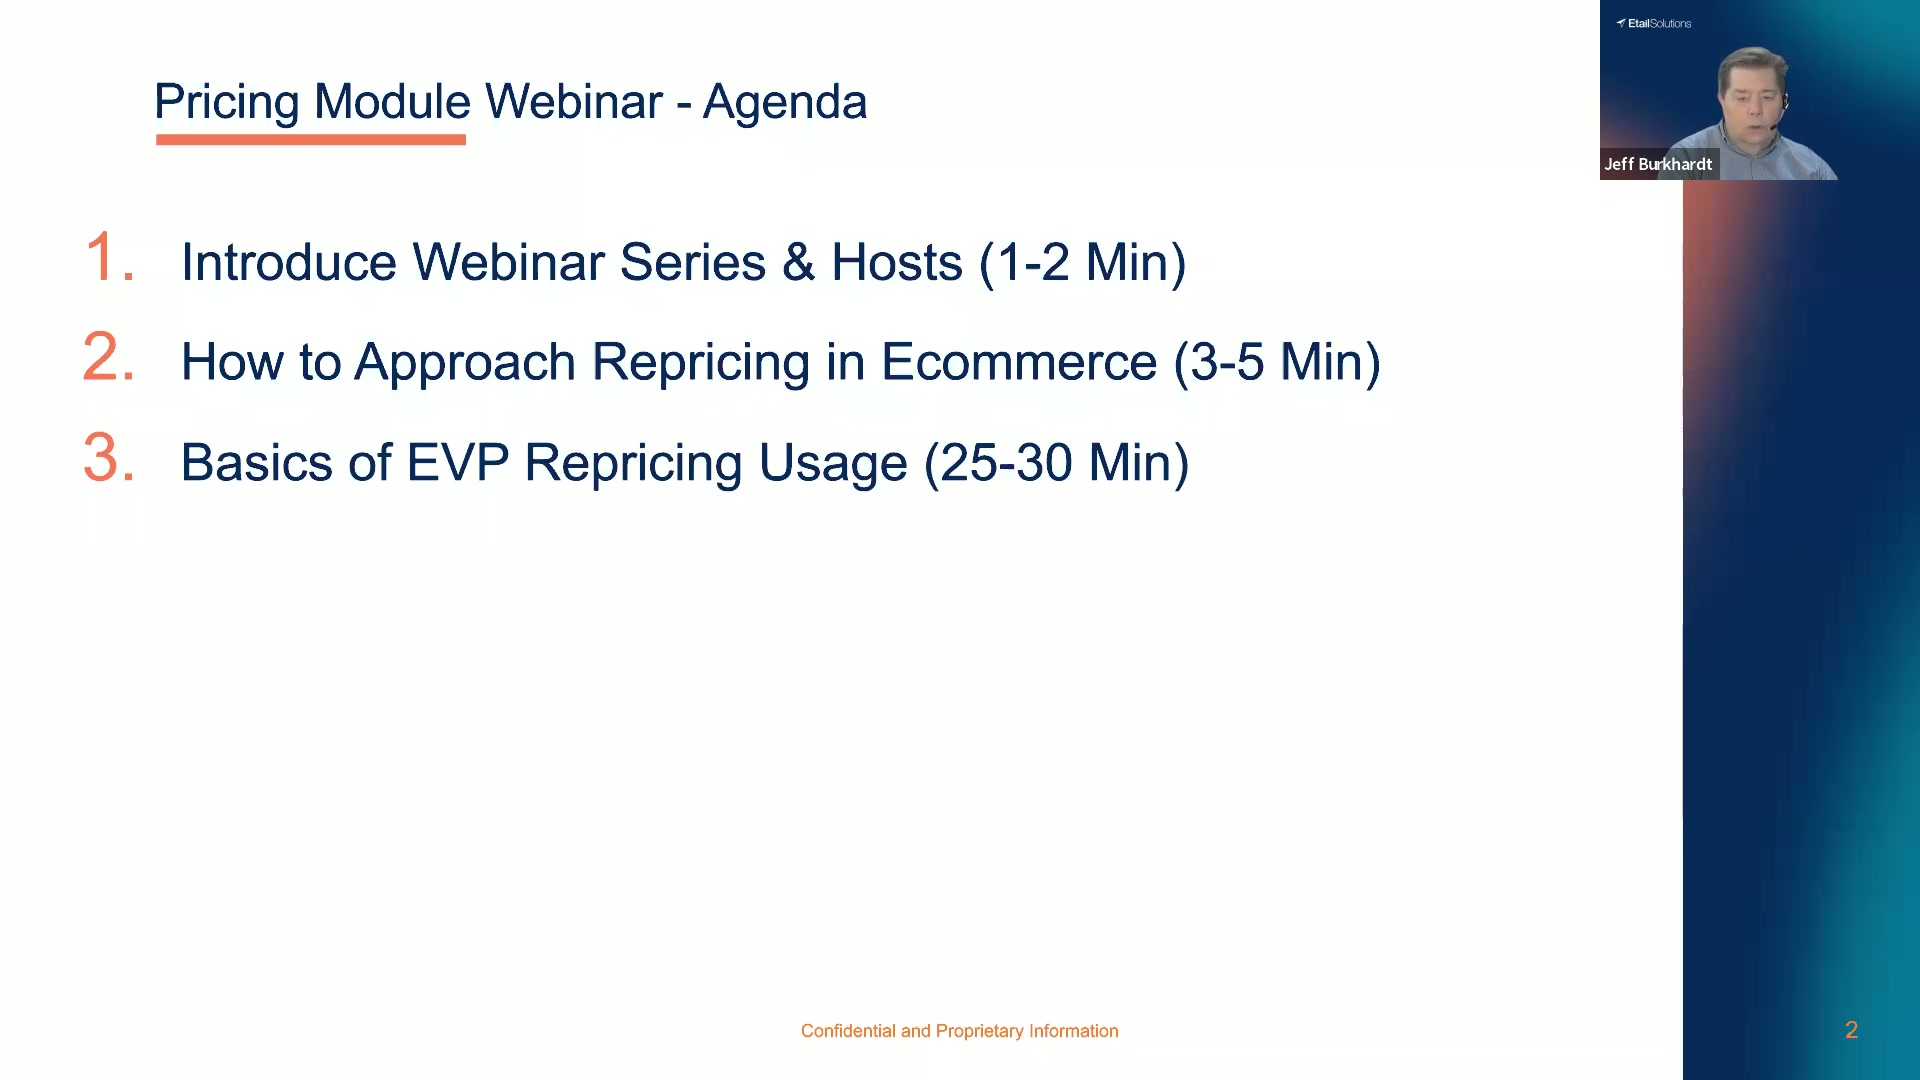 EtailSolutions
Jeff Burkhardt
Pricing Module Webinar - Agenda
1. Introduce Webinar Series & Hosts (1-2 Min)
2. How to Approach Repricing in Ecommerce (3-5 Min)
3. Basics of EVP Repricing Usage (25-30 Min)
Confidential and Proprietary Information
2